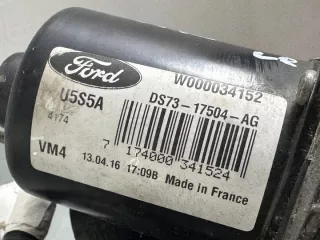 Ford
W000034152
U5S5A
DS73-17504-AG
4174
7 174000 341524
VM4
13.04.16 17:09B Made in France